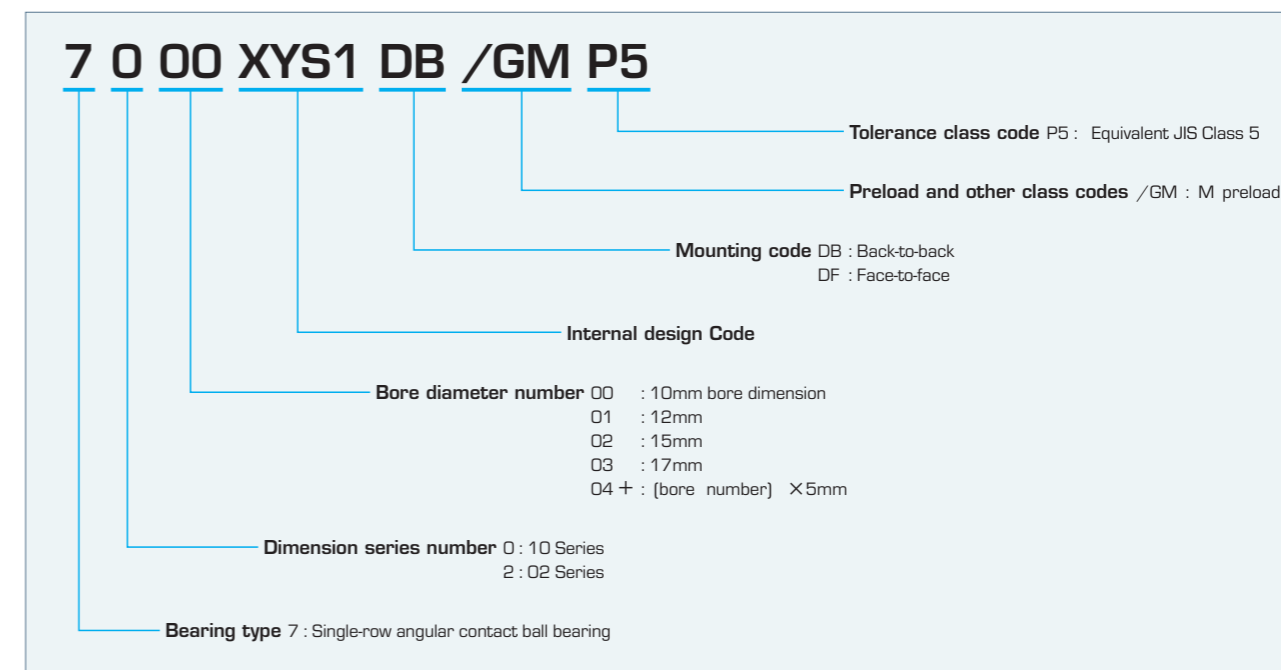 7 0 00 XYS1 DB /GM P5
Tolerance class code P5 : Equivalent JIS Class 5
Preload and other class codes /GM : M preload
Mounting code DB : Back-to-back
DF : Face-to-face
Internal design Code
Bore diameter number 00 : 10mm bore dimension
01 : 12mm
02 : 15mm
03 : 17mm
04 + : (bore number) ×5mm
Dimension series number 0 : 10 Series
2 : 02 Series
Bearing type 7 : Single-row angular contact ball bearing